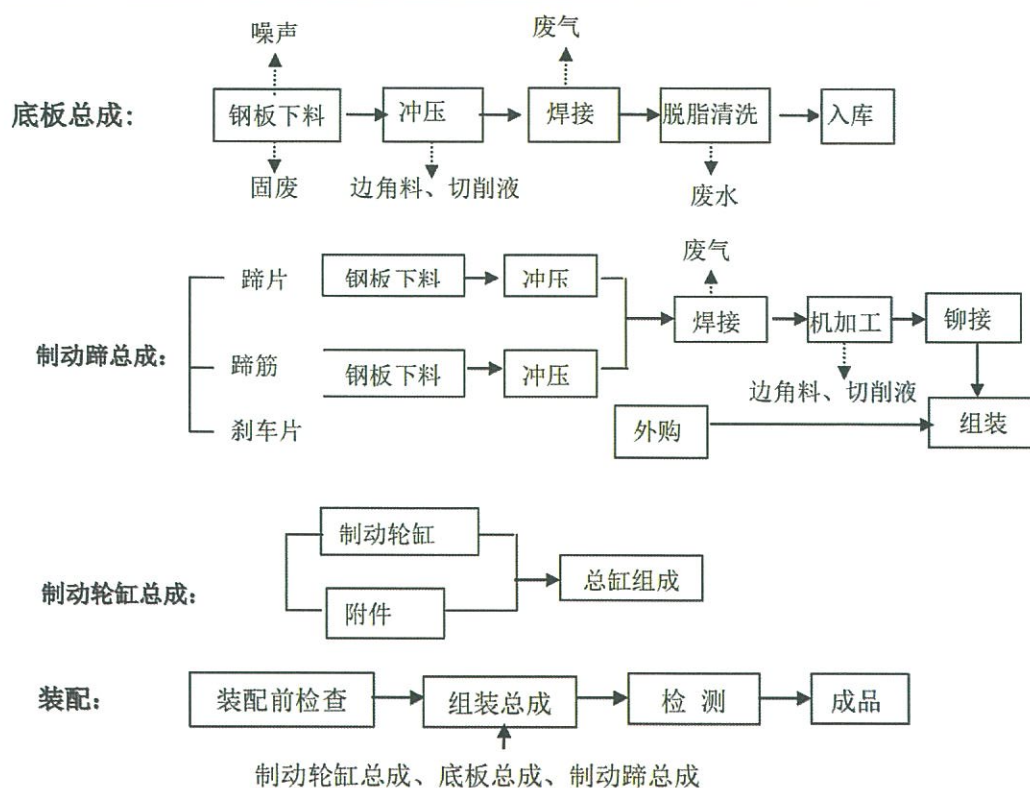 噪声 废气
底板总成： 钢板下料 冲压 焊接 脱脂清洗 入库
固废 边角料、切削液 废水
废气
蹄片 钢板下料 冲压
焊接 机加工 铆接
制动蹄总成： 蹄筋 钢板下料 冲压
边角料、切削液
刹车片 外购 组装
制动轮缸
制动轮缸总成： 总缸组成
附件
装配： 装配前检查 组装总成 检 测 成品
制动轮缸总成、底板总成、制动蹄总成